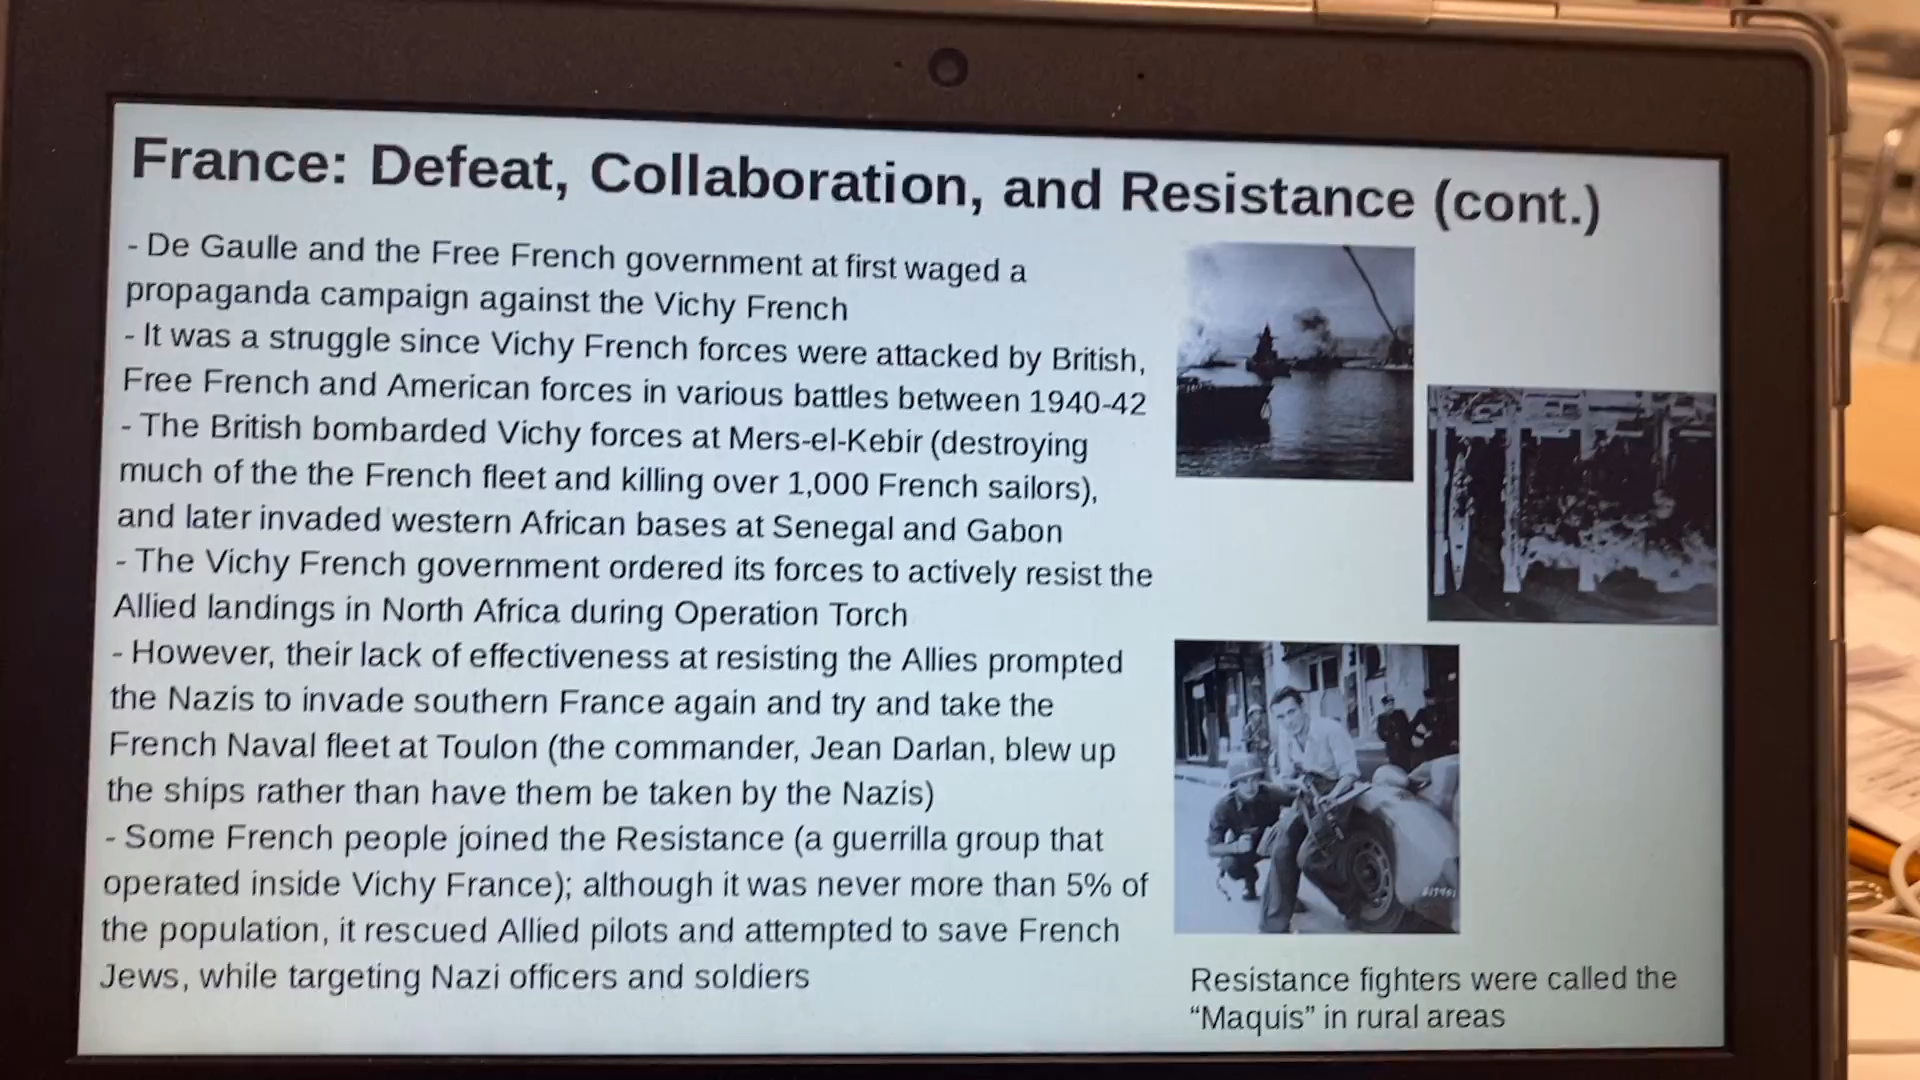 France: Defeat, Collaboration, and Resistance (cont.)
- De Gaulle and the Free French government at first waged a
propaganda campaign against the Vichy French
- It was a struggle since Vichy French forces were attacked by British,
Free French and American forces in various battles between 1940-42
- The British bombarded Vichy forces at Mers-el-Kebir (destroying
much of the the French fleet and killing over 1,000 French sailors),
and later invaded western African bases at Senegal and Gabon
- The Vichy French government ordered its forces to actively resist the
Allied landings in North Africa during Operation Torch
- However, their lack of effectiveness at resisting the Allies prompted
the Nazis to invade southern France again and try and take the
French Naval fleet at Toulon (the commander, Jean Darlan, blew up
the ships rather than have them be taken by the Nazis)
- Some French people joined the Resistance (a guerrilla group that
operated inside Vichy France); although it was never more than 5% of
the population, it rescued Allied pilots and attempted to save French
Jews, while targeting Nazi officers and soldiers
Resistance fighters were called the
“Maquis” in rural areas